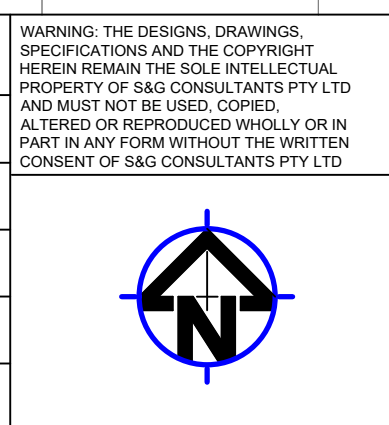 WARNING: THE DESIGNS, DRAWINGS,
SPECIFICATIONS AND THE COPYRIGHT
HEREIN REMAIN THE SOLE INTELLECTUAL
PROPERTY OF S&G CONSULTANTS PTY LTD
AND MUST NOT BE USED, COPIED,
ALTERED OR REPRODUCED WHOLLY OR IN
PART IN ANY FORM WITHOUT THE WRITTEN
CONSENT OF S&G CONSULTANTS PTY LTD
N